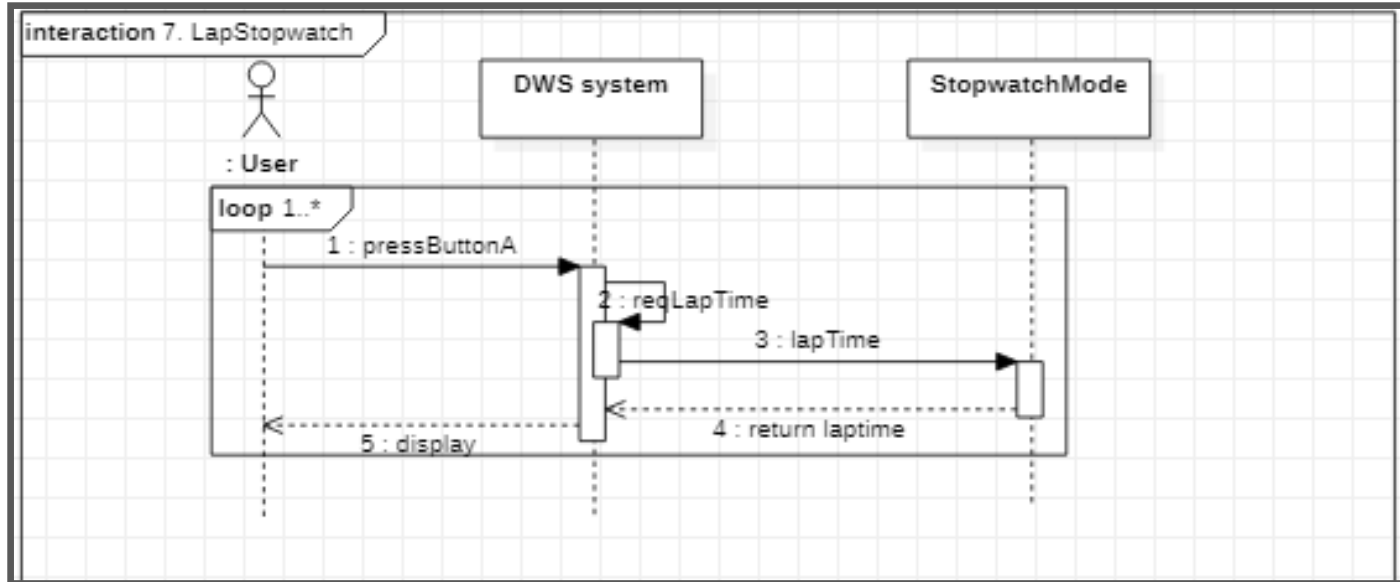 interaction 7. LapStopwatch
DWS system
StopwatchMode
: User
loop 1..*
1 : pressButtonA
2 : reqLapTime
3 : lapTime
4 : return laptime
5 : display